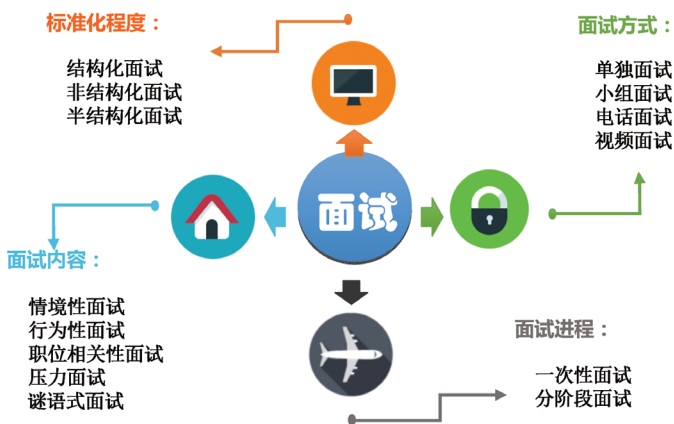 标准化程度：
结构化面试
非结构化面试
半结构化面试
面试方式：
单独面试
小组面试
电话面试
视频面试
面试
面试内容：
情境性面试
行为性面试
职位相关性面试
压力面试
谜语式面试
面试进程：
一次性面试
分阶段面试